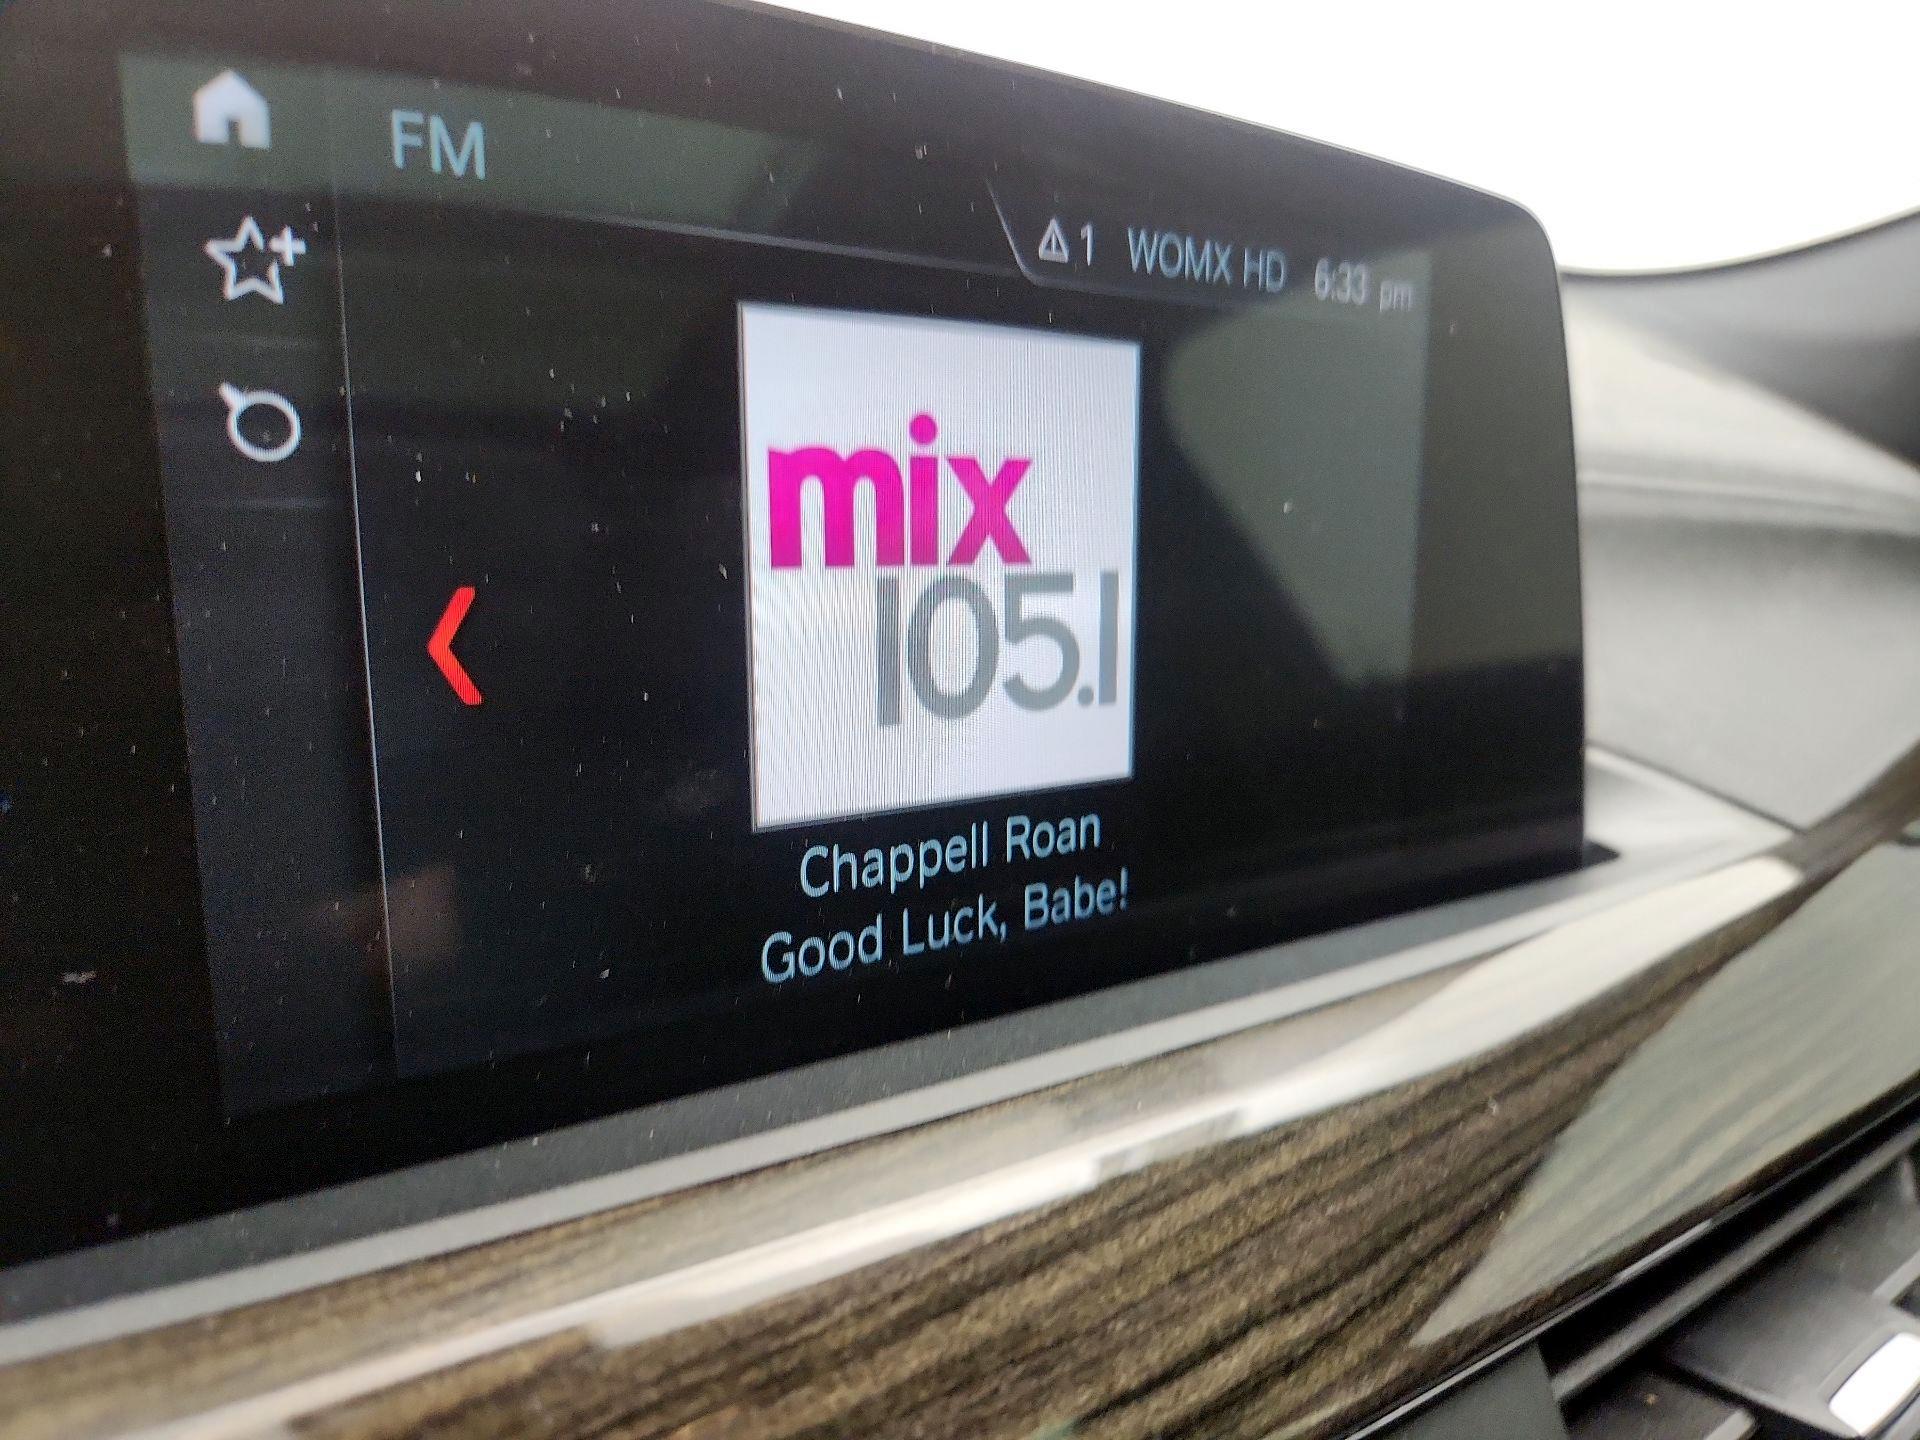 FM
1 WOMX HD 6:33 pm
mix
105.1
Chappell Roan
Good Luck, Babe!